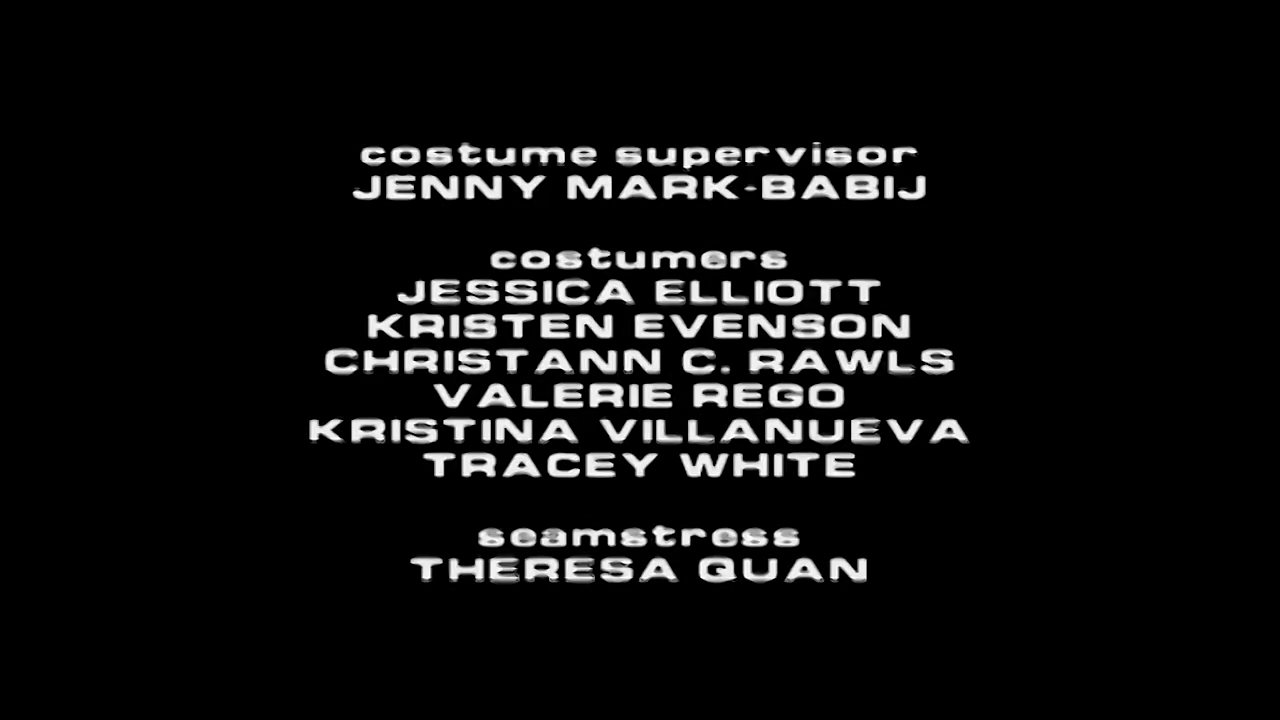 costume supervisor
JENNY MARK-BABIJ
costumers
JESSICA ELLIOTT
KRISTEN EVENSON
CHRISTANN C. RAWLS
VALERIE REGO
KRISTINA VILLANUEVA
TRACEY WHITE
seamstress
THERESA QUAN